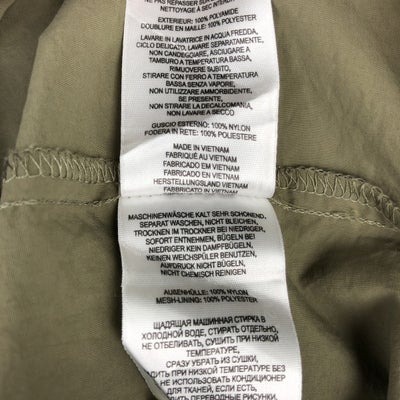 NE PAS REPASSER SUR
NETTOYAGE À SEC INTERDIT
EXTÉRIEUR: 100% POLYAMIDE
DOUBLURE EN MAILLE: 100% POLYESTER
LAVARE IN LAVATRICE IN ACQUA FREDDA,
CICLO DELICATO. LAVARE SEPARATAMENTE,
NON CANDEGGIARE, ASCIUGARE A
TAMBURO A TEMPERATURA BASSA,
RIMUOVERE SUBITO,
STIRARE CON FERRO A TEMPERATURA
BASSA SENZA VAPOR,
NON UTILIZZARE AMMORBIDENTE,
SE PRESENTE,
NON STIRARE LA DECALCOMANIA,
NON LAVARE A SECCO
GUSCIO ESTERNO: 100% NYLON
FODERA IN RETE: 100% POLIESTERE
MADE IN VIETNAM
FABRIQUÉ AU VIETNAM
FABRICADO EM VIETNAM
FABRICADO EN VIETNAM
HERSTELLUNGSLAND VIETNAM
FABBRICATO IN VIETNAM
MASCHINENWÄSCHE KALT SEHR SCHONEND,
SEPARAT WASCHEN, NICHT BLEICHEN,
TROCKNEN IM TROCKNER BEI NIEDRIGER,
SOFORT ENTNEHMEN, BÜGELN BEI
NIEDRIGER KEIN DAMPFBÜGELN,
KEINEN WEICHSPÜLER BENUTZEN,
AUFDRUCK NICHT BÜGELN,
NICHT CHEMISCH REINIGEN
AUßENHÜLLE: 100% NYLON
MESH-LINING: 100% POLYESTER
ЩАДЯЩАЯ МАШИННАЯ СТИРКА В
ХОЛОДНОЙ ВОДЕ, СТИРАТЬ ОТДЕЛЬНО,
НЕ ОТБЕЛИВАТЬ, СУШИТЬ ПРИ НИЗКОЙ
ТЕМПЕРАТУРЕ,
СРАЗУ УБРАТЬ ИЗ СУШКИ,
ГЛАДИТЬ ПРИ НИЗКОЙ ТЕМПЕРАТУРЕ БЕЗ
НЕ ИСПОЛЬЗОВАТЬ КОНДИЦИОНЕР
ДЛЯ ТКАНЕЙ, ЕСЛИ ЕСТЬ,
ПЕРЕВОДНЫЕ РИСУНКИ,